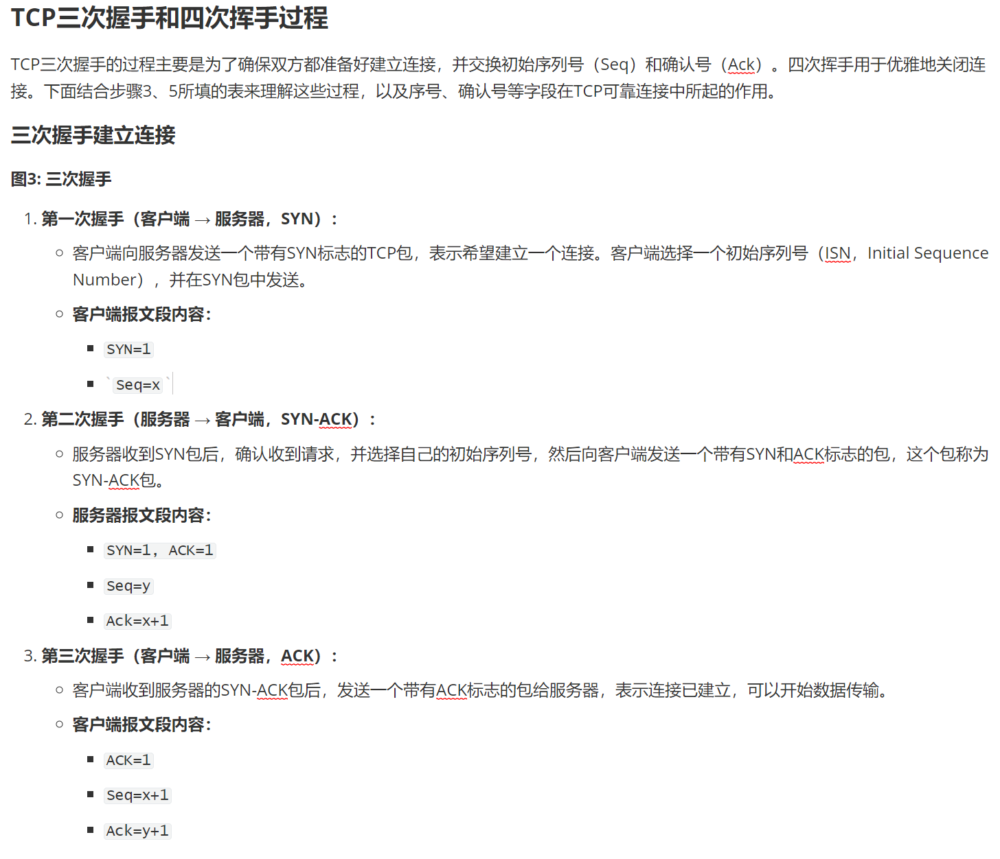 TCP三次握手和四次挥手过程
TCP三次握手的过程主要是为了确保双方都准备好建立连接，并交换初始序列号（Seq）和确认号（Ack）。四次挥手用于优雅地关闭连
接。下面结合步骤3、5所填的表来理解这些过程，以及序号、确认号等字段在TCP可靠连接中所起的作用。
三次握手建立连接
图3: 三次握手
1. 第一次握手（客户端 → 服务器，SYN）：
○ 客户端向服务器发送一个带有SYN标志的TCP包，表示希望建立一个连接。客户端选择一个初始序列号（ISN，Initial Sequence
Number），并在SYN包中发送。
○ 客户端报文段内容：
▪ SYN=1
▪ `Seq=x`
2. 第二次握手（服务器 → 客户端，SYN-ACK）：
○ 服务器收到SYN包后，确认收到请求，并选择自己的初始序列号，然后向客户端发送一个带有SYN和ACK标志的包，这个包称为
SYN-ACK包。
○ 服务器报文段内容：
▪ SYN=1，ACK=1
▪ Seq=y
▪ Ack=x+1
3. 第三次握手（客户端 → 服务器，ACK）：
○ 客户端收到服务器的SYN-ACK包后，发送一个带有ACK标志的包给服务器，表示连接已建立，可以开始数据传输。
○ 客户端报文段内容：
▪ ACK=1
▪ Seq=x+1
▪ Ack=y+1